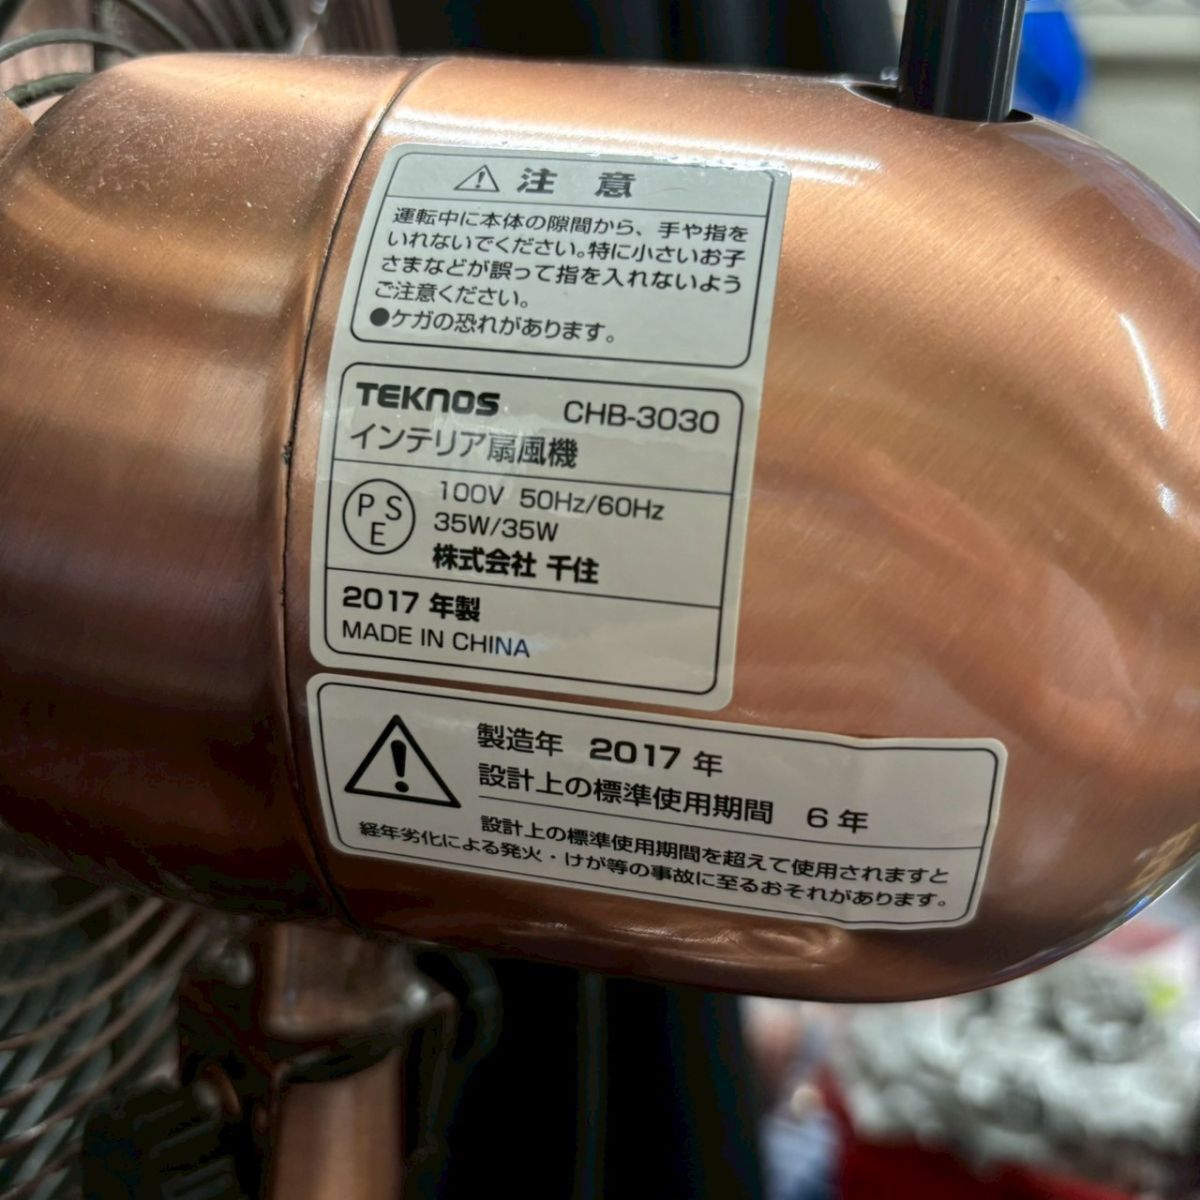 注 意
運転中に本体の隙間から、手や指を
いれないでください。特に小さいお子
さまなどが誤って指を入れないよう
ご注意ください。
●ケガの恐れがあります。
TEKNOS CHB-3030
インテリア扇風機
PSE
100V 50Hz/60Hz
35W/35W
株式会社 千住
2017 年製
MADE IN CHINA
製造年 2017 年
設計上の標準使用期間 6 年
設計上の標準使用期間を超えて使用されますと
経年劣化による発火・けが等の事故に至るおそれがあります。